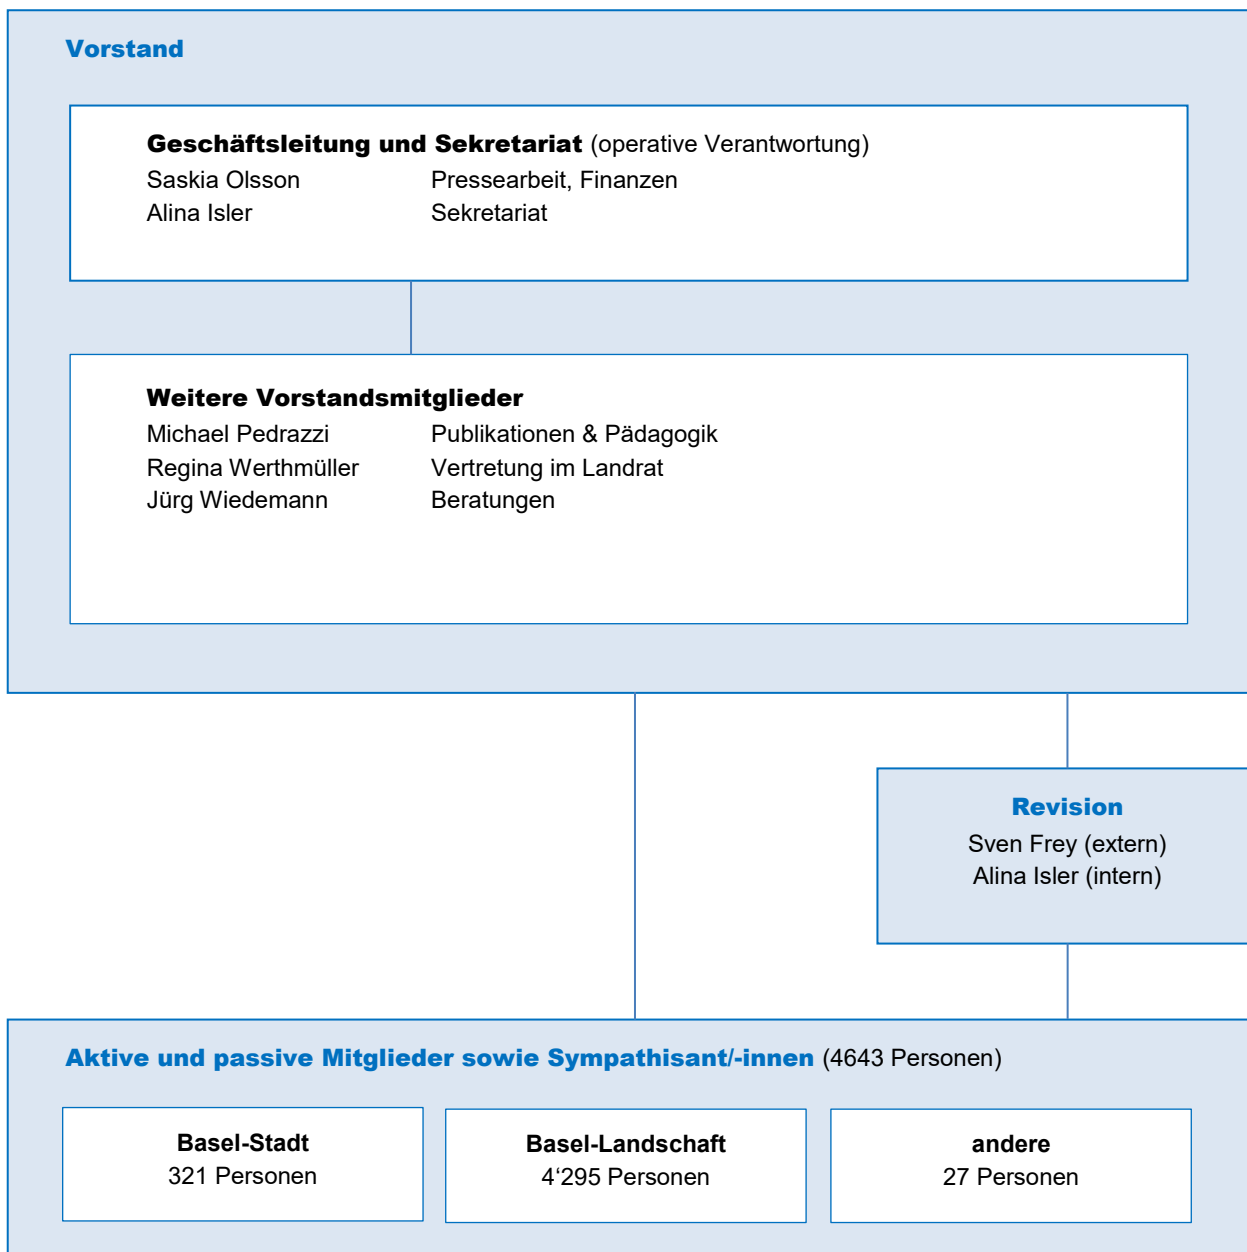 Vorstand
Geschäftsleitung und Sekretariat (operative Verantwortung)
Saskia Olsson Pressearbeit, Finanzen
Alina Isler Sekretariat
Weitere Vorstandsmitglieder
Michael Pedrazzi Publikationen & Pädagogik
Regina Werthmüller Vertretung im Landrat
Jürg Wiedemann Beratungen
Revision
Sven Frey (extern)
Alina Isler (intern)
Aktive und passive Mitglieder sowie Sympathisant/-innen (4643 Personen)
Basel-Stadt
321 Personen
Basel-Landschaft
4‘295 Personen
andere
27 Personen